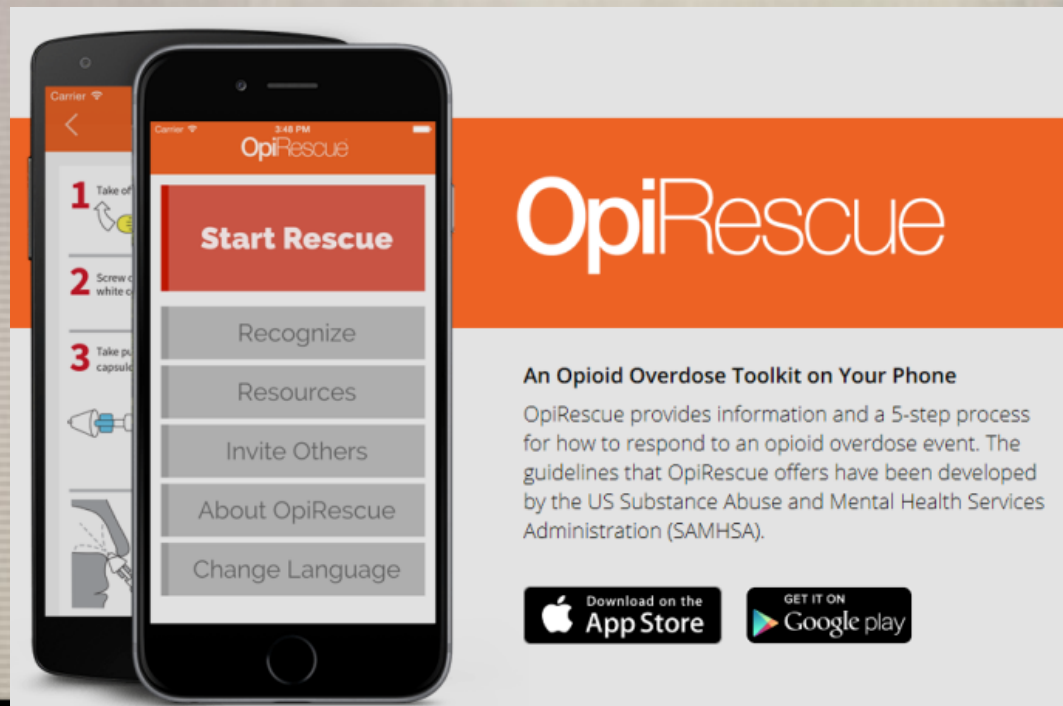 Carrier
1 Take of
2 Screw
white
3 Take pu
capsule
Carrier 3:48 PM
OpiRescue
Start Rescue
Recognize
Resources
Invite Others
About OpiRescue
Change Language
OpiRescue
An Opioid Overdose Toolkit on Your Phone
OpiRescue provides information and a 5-step process
for how to respond to an opioid overdose event. The
guidelines that OpiRescue offers have been developed
by the US Substance Abuse and Mental Health Services
Administration (SAMHSA).
Download on the
App Store
GET IT ON
Google play